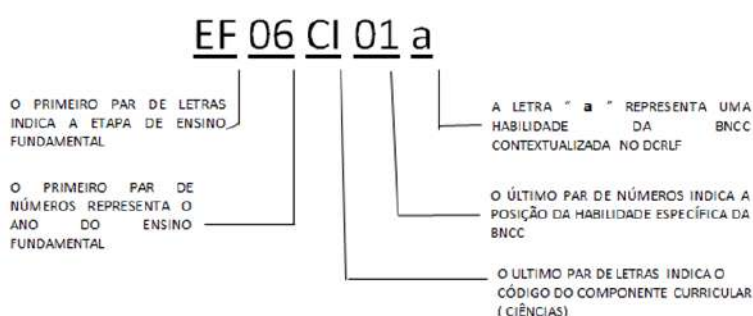 EF 06 CI 01 a
O PRIMEIRO PAR DE LETRAS
INDICA A ETAPA DE ENSINO
FUNDAMENTAL
O PRIMEIRO PAR DE
NÚMEROS REPRESENTA O
ANO DO ENSINO
FUNDAMENTAL
A LETRA " a " REPRESENTA UMA
HABILIDADE DA BNCC
CONTEXTUALIZADA NO DCRLF
O ÚLTIMO PAR DE NÚMEROS INDICA A
POSIÇÃO DA HABILIDADE ESPECÍFICA DA
BNCC
O ULTIMO PAR DE LETRAS INDICA O
CÓDIGO DO COMPONENTE CURRICULAR
( CIÊNCIAS)